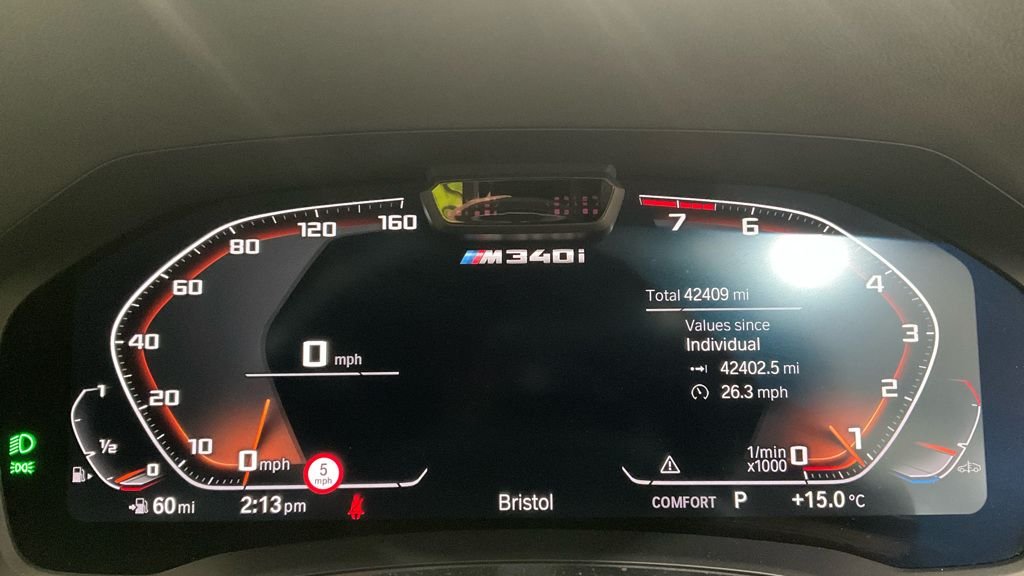 160
120
80
60
40
20
10
0 mph
0 mph
5
mph
1
1/2
0
60 mi
2:13 pm
M340i
Bristol
7
6
4
3
2
1
0
1/min
x1000
Total 42409 mi
Values since
Individual
42402.5 mi
26.3 mph
COMFORT P
+15.0 °C